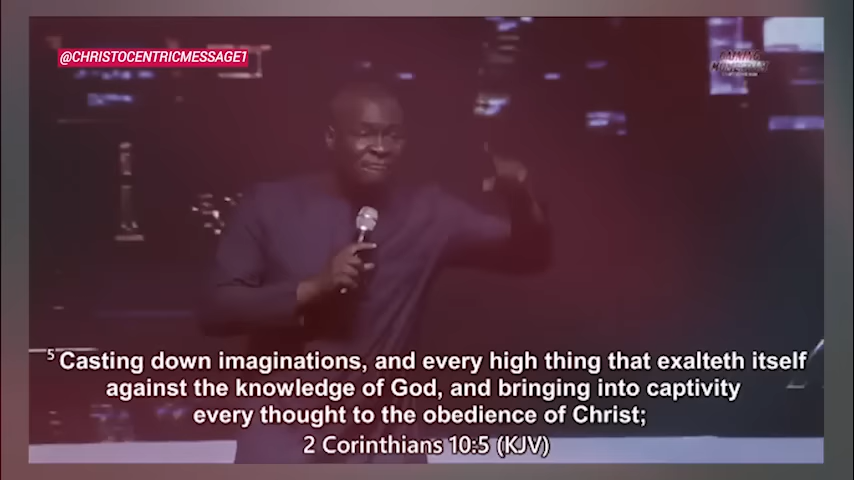 @CHRISTOCENTRICMESSAGE1
5 Casting down imaginations, and every high thing that exalteth itself
against the knowledge of God, and bringing into captivity
every thought to the obedience of Christ;
2 Corinthians 10:5 (KJV)